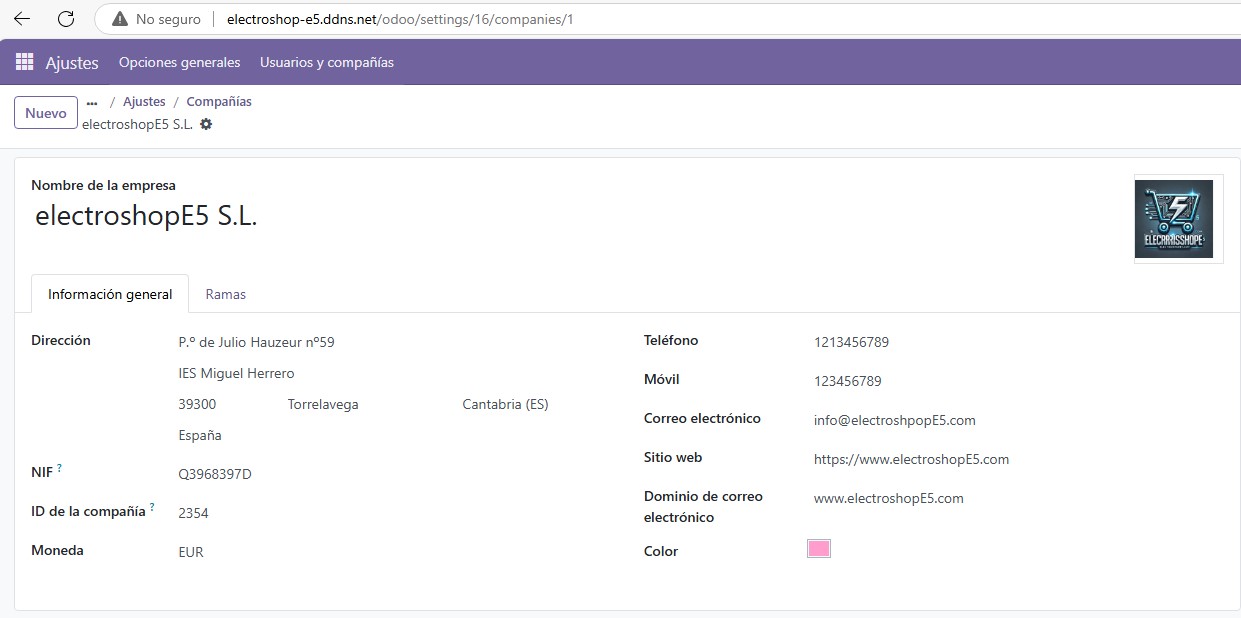 No seguro electroshop-e5.ddns.net/odoo/settings/16/companies/1
Ajustes Opciones generales Usuarios y compañías
Nuevo ... / Ajustes / Compañías
electroshopE5 S.L.
Nombre de la empresa
electroshopE5 S.L.
ELECRARISSHOPE
Información general Ramas
Dirección P.º de Julio Hauzeur nº59
IES Miguel Herrero
39300 Torrelavega Cantabria (ES)
España
NIF ? Q3968397D
ID de la compañía ? 2354
Moneda EUR
Teléfono 1213456789
Móvil 123456789
Correo electrónico info@electroshpopE5.com
Sitio web https://www.electroshopE5.com
Dominio de correo www.electroshopE5.com
electrónico
Color